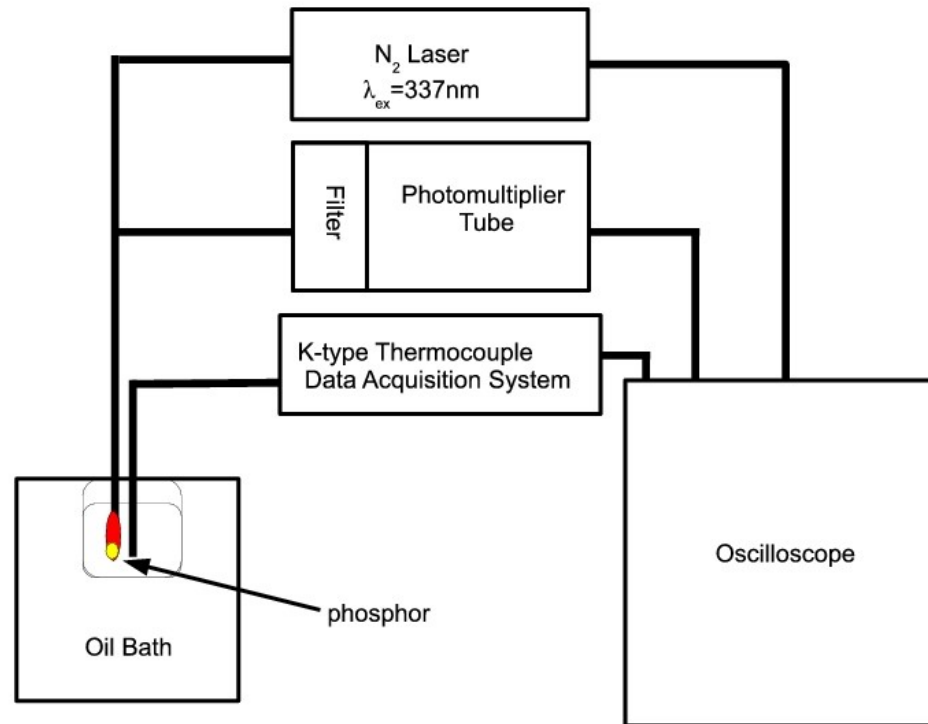 N₂ Laser
λex=337nm
Filter
Photomultiplier
Tube
K-type Thermocouple
Data Acquisition System
Oscilloscope
phosphor
Oil Bath